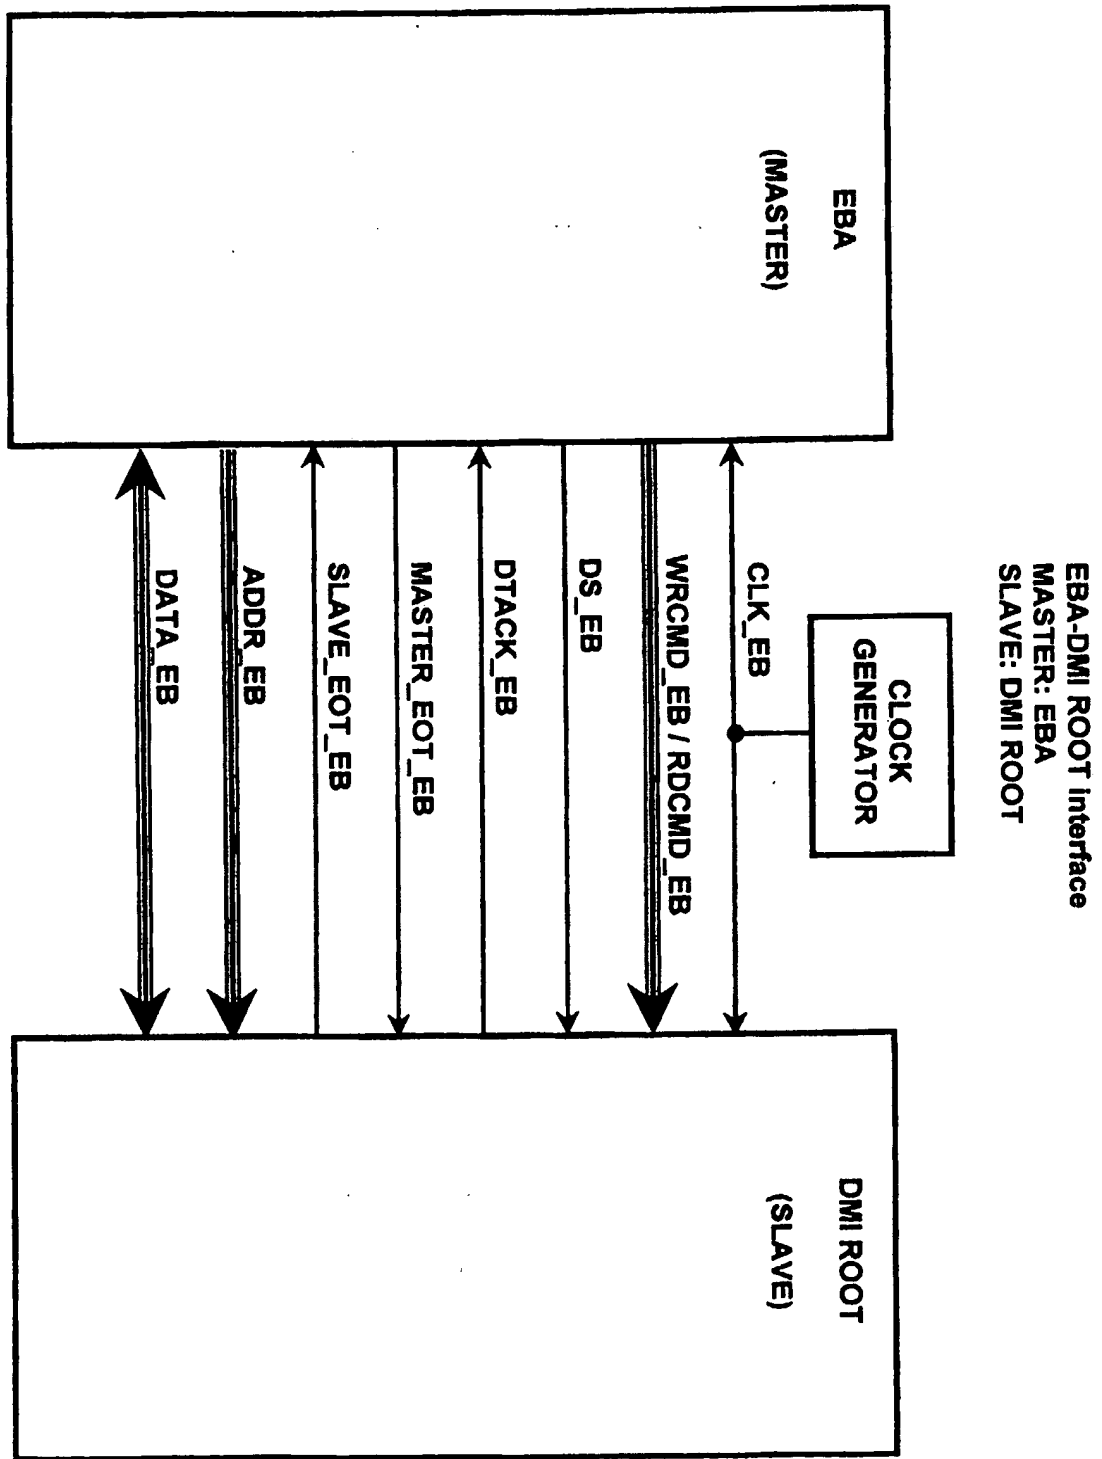 EBA-DMI ROOT interface
MASTER: EBA
SLAVE: DMI ROOT
CLOCK
GENERATOR
EBA
(MASTER)
DMI ROOT
(SLAVE)
CLK_EB
WRCMD_EB / RDCMD_EB
DS_EB
DTACK_EB
MASTER_EOT_EB
SLAVE_EOT_EB
ADDR_EB
DATA_EB